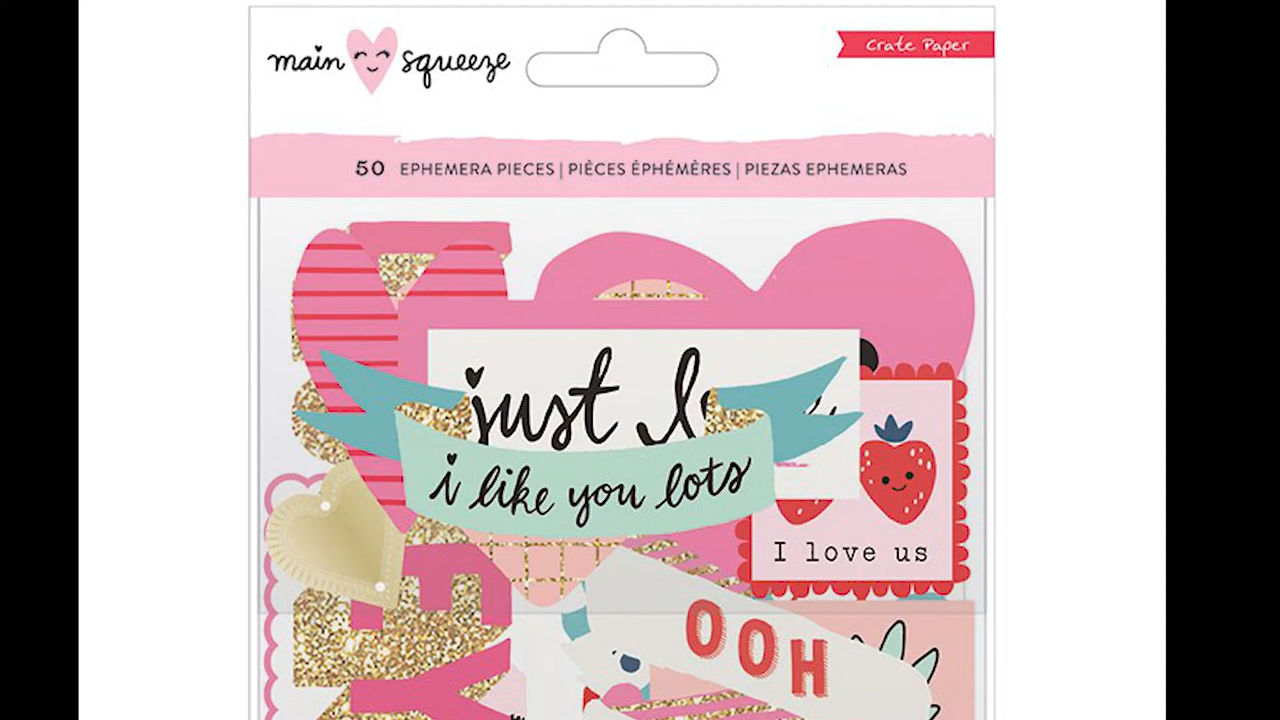 main squeeze
Crate Paper
50 EPHEMERA PIECES | PIÈCES ÉPHÉMÈRES | PIEZAS EPHEMERAS
just
i like you lots
I love us
OOH